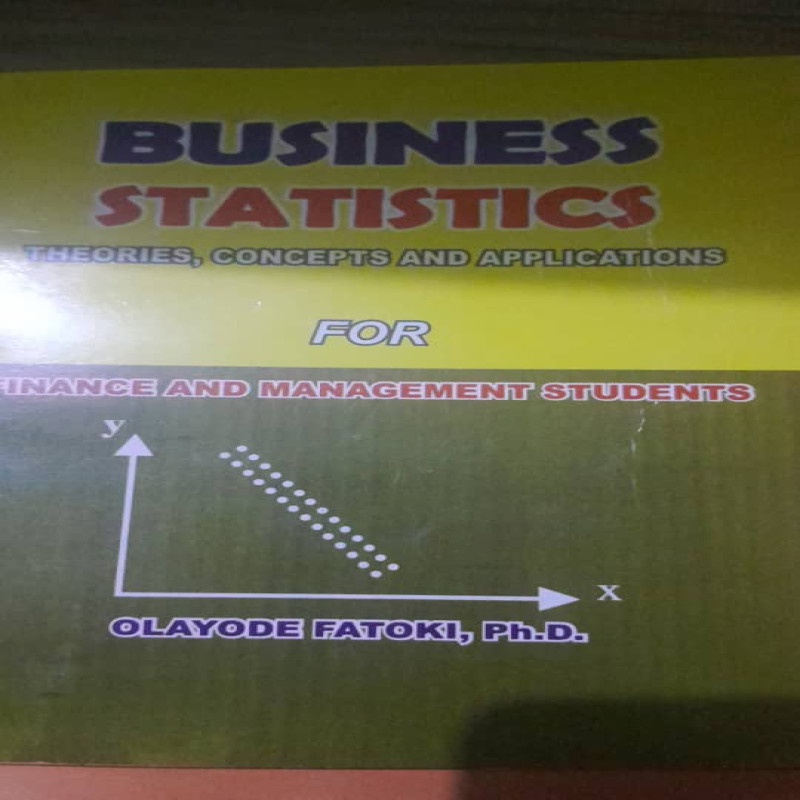 BUSINESS
STATISTICS
THEORIES, CONCEPTS AND APPLICATIONS
FOR
FINANCE AND MANAGEMENT STUDENTS
y
x
OLAYODE FATOKI, Ph.D.